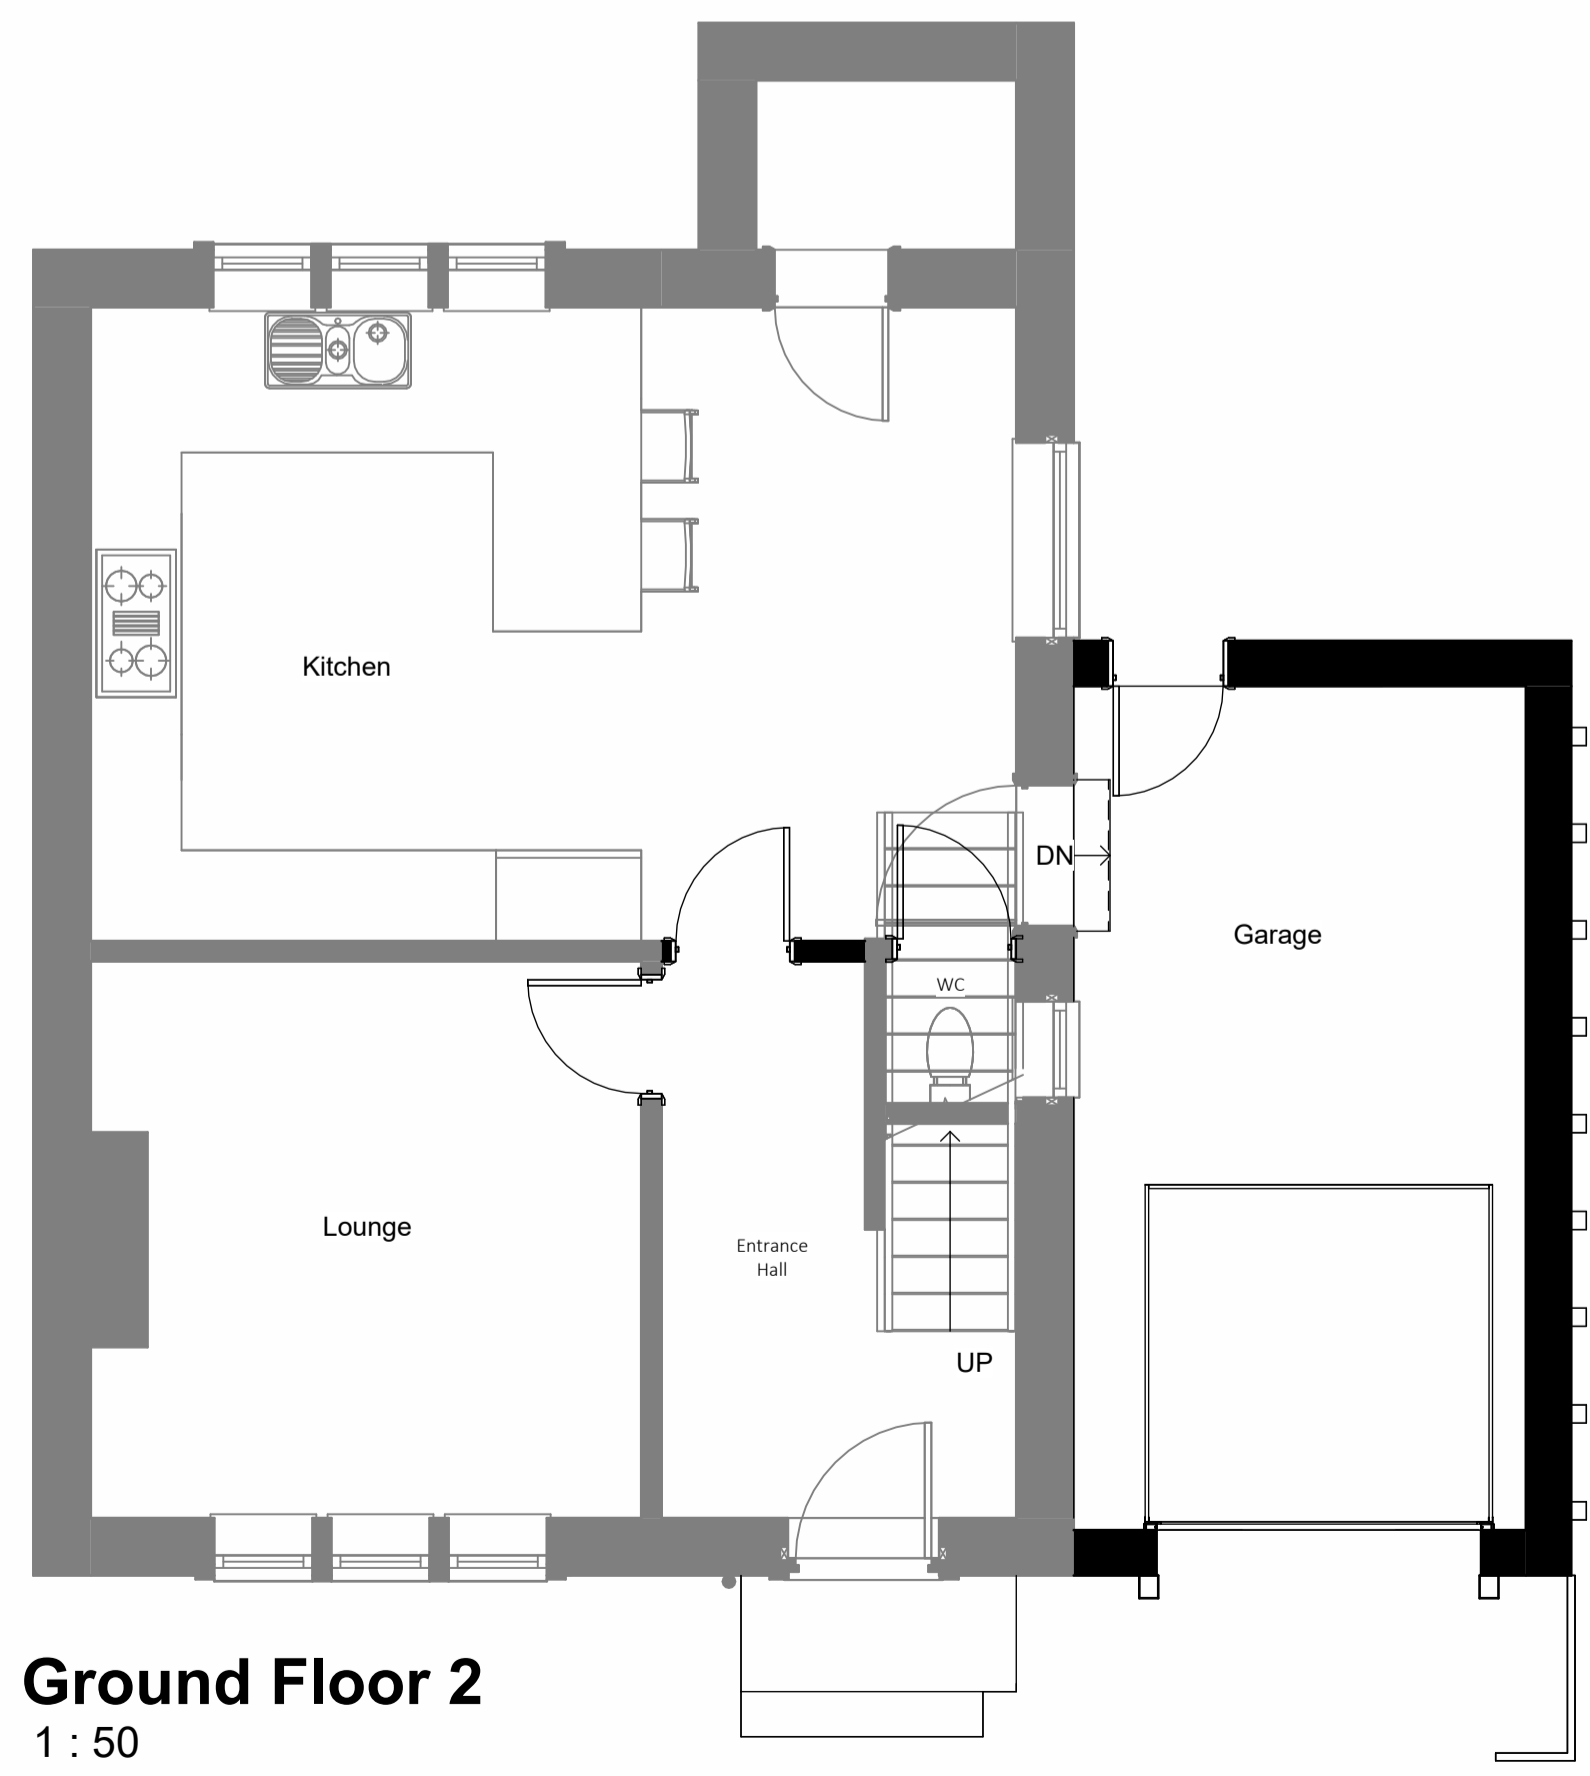 Kitchen
DN
Garage
WC
Lounge
Entrance
Hall
UP
Ground Floor 2
1 : 50